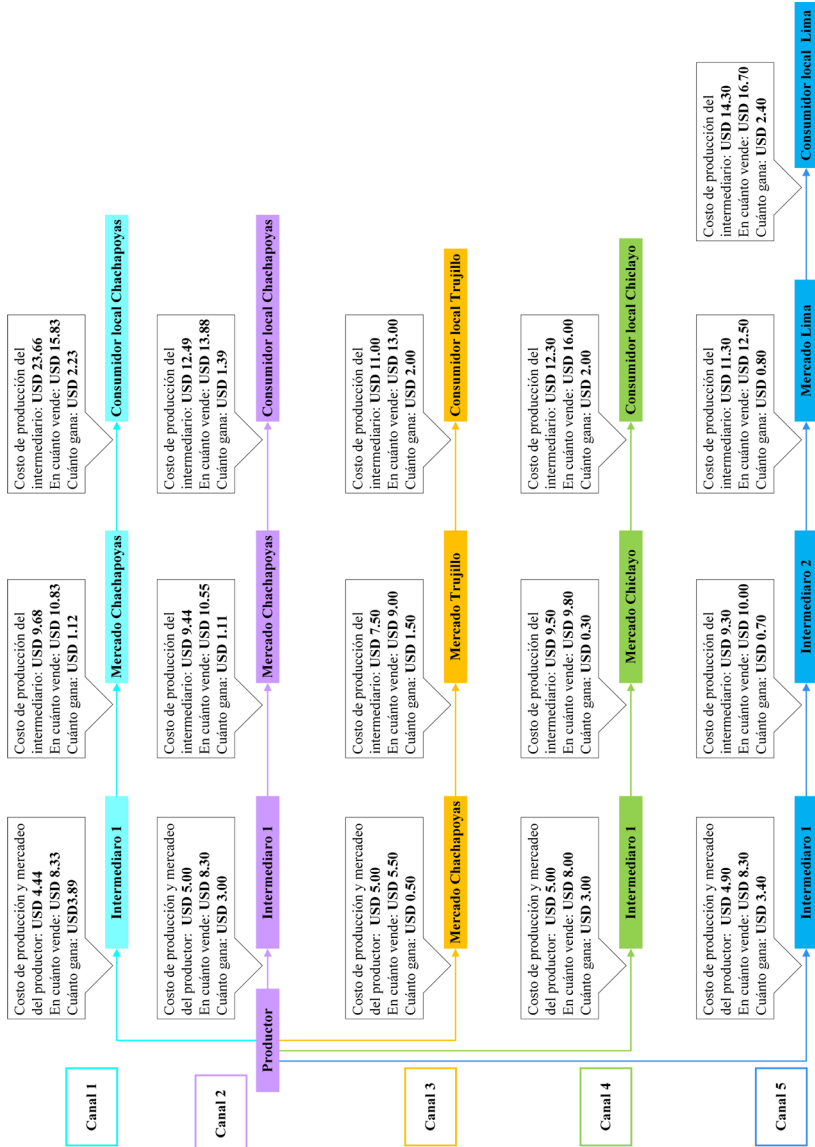 Canal 1
Costo de producción y mercadeo
del productor: USD 4.44
En cuánto vende: USD 8.33
Cuánto gana: USD3.89
Costo de producción del
intermediario: USD 9.68
En cuánto vende: USD 10.83
Cuánto gana: USD 1.12
Costo de producción del
intermediario: USD 23.66
En cuánto vende: USD 15.83
Cuánto gana: USD 2.23
Intermediaro 1
Mercado Chachapoyas
Consumidor local Chachapoyas
Canal 2
Costo de producción y mercadeo
del productor: USD 5.00
En cuánto vende: USD 8.30
Cuánto gana: USD 3.00
Costo de producción del
intermediario: USD 9.44
En cuánto vende: USD 10.55
Cuánto gana: USD 1.11
Costo de producción del
intermediario: USD 12.49
En cuánto vende: USD 13.88
Cuánto gana: USD 1.39
Productor
Intermediaro 1
Mercado Chachapoyas
Consumidor local Chachapoyas
Canal 3
Costo de producción y mercadeo
del productor: USD 5.00
En cuánto vende: USD 5.50
Cuánto gana: USD 0.50
Costo de producción del
intermediario: USD 7.50
En cuánto vende: USD 9.00
Cuánto gana: USD 1.50
Costo de producción del
intermediario: USD 11.00
En cuánto vende: USD 13.00
Cuánto gana: USD 2.00
Mercado Chachapoyas
Mercado Trujillo
Consumidor local Trujillo
Canal 4
Costo de producción y mercadeo
del productor: USD 5.00
En cuánto vende: USD 8.00
Cuánto gana: USD 3.00
Costo de producción del
intermediario: USD 9.50
En cuánto vende: USD 9.80
Cuánto gana: USD 0.30
Costo de producción del
intermediario: USD 12.30
En cuánto vende: USD 16.00
Cuánto gana: USD 2.00
Intermediaro 1
Mercado Chiclayo
Consumidor local Chiclayo
Canal 5
Costo de producción y mercadeo
del productor: USD 4.90
En cuánto vende: USD 8.30
Cuánto gana: USD 3.40
Costo de producción del
intermediario: USD 9.30
En cuánto vende: USD 10.00
Cuánto gana: USD 0.70
Costo de producción del
intermediario: USD 11.30
En cuánto vende: USD 12.50
Cuánto gana: USD 0.80
Costo de producción del
intermediario: USD 14.30
En cuánto vende: USD 16.70
Cuánto gana: USD 2.40
Intermediaro 1
Intermediaro 2
Mercado Lima
Consumidor local Lima